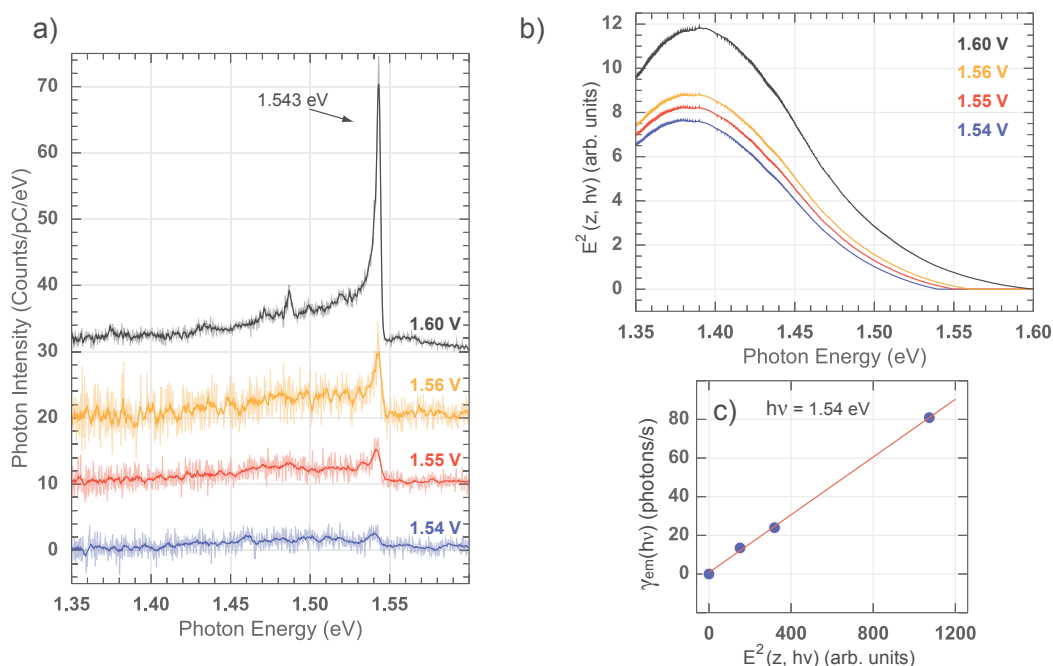 a)
Photon Intensity (Counts/pC/eV)
70
60
50
40
30
20
10
0
1.543 eV
1.60 V
1.56 V
1.55 V
1.54 V
1.35 1.40 1.45 1.50 1.55
Photon Energy (eV)
b)
E² (z, hν) (arb. units)
12
10
8
6
4
2
0
1.60 V
1.56 V
1.55 V
1.54 V
1.35 1.40 1.45 1.50 1.55 1.60
Photon Energy (eV)
c)
hν = 1.54 eV
γem(hν) (photons/s)
80
60
40
20
0
0 400 800 1200
E² (z, hν) (arb. units)